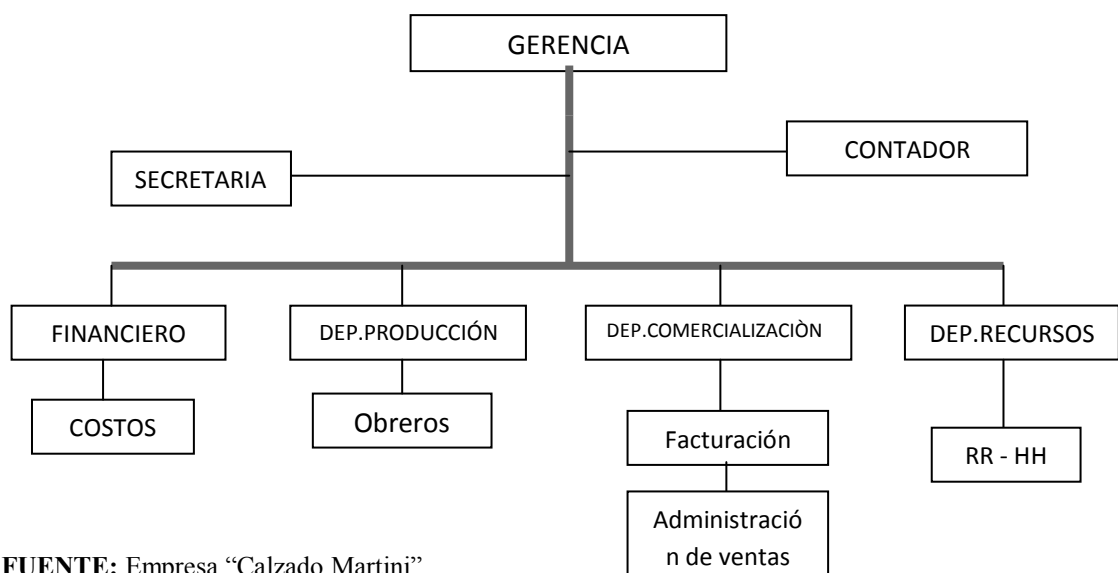 GERENCIA
CONTADOR
SECRETARIA
FINANCIERO
DEP.PRODUCCIÓN
DEP.COMERCIALIZACIÒN
DEP.RECURSOS
COSTOS
Obreros
Facturación
RR - HH
Administració
n de ventas
FUENTE: Empresa “Calzado Martini”